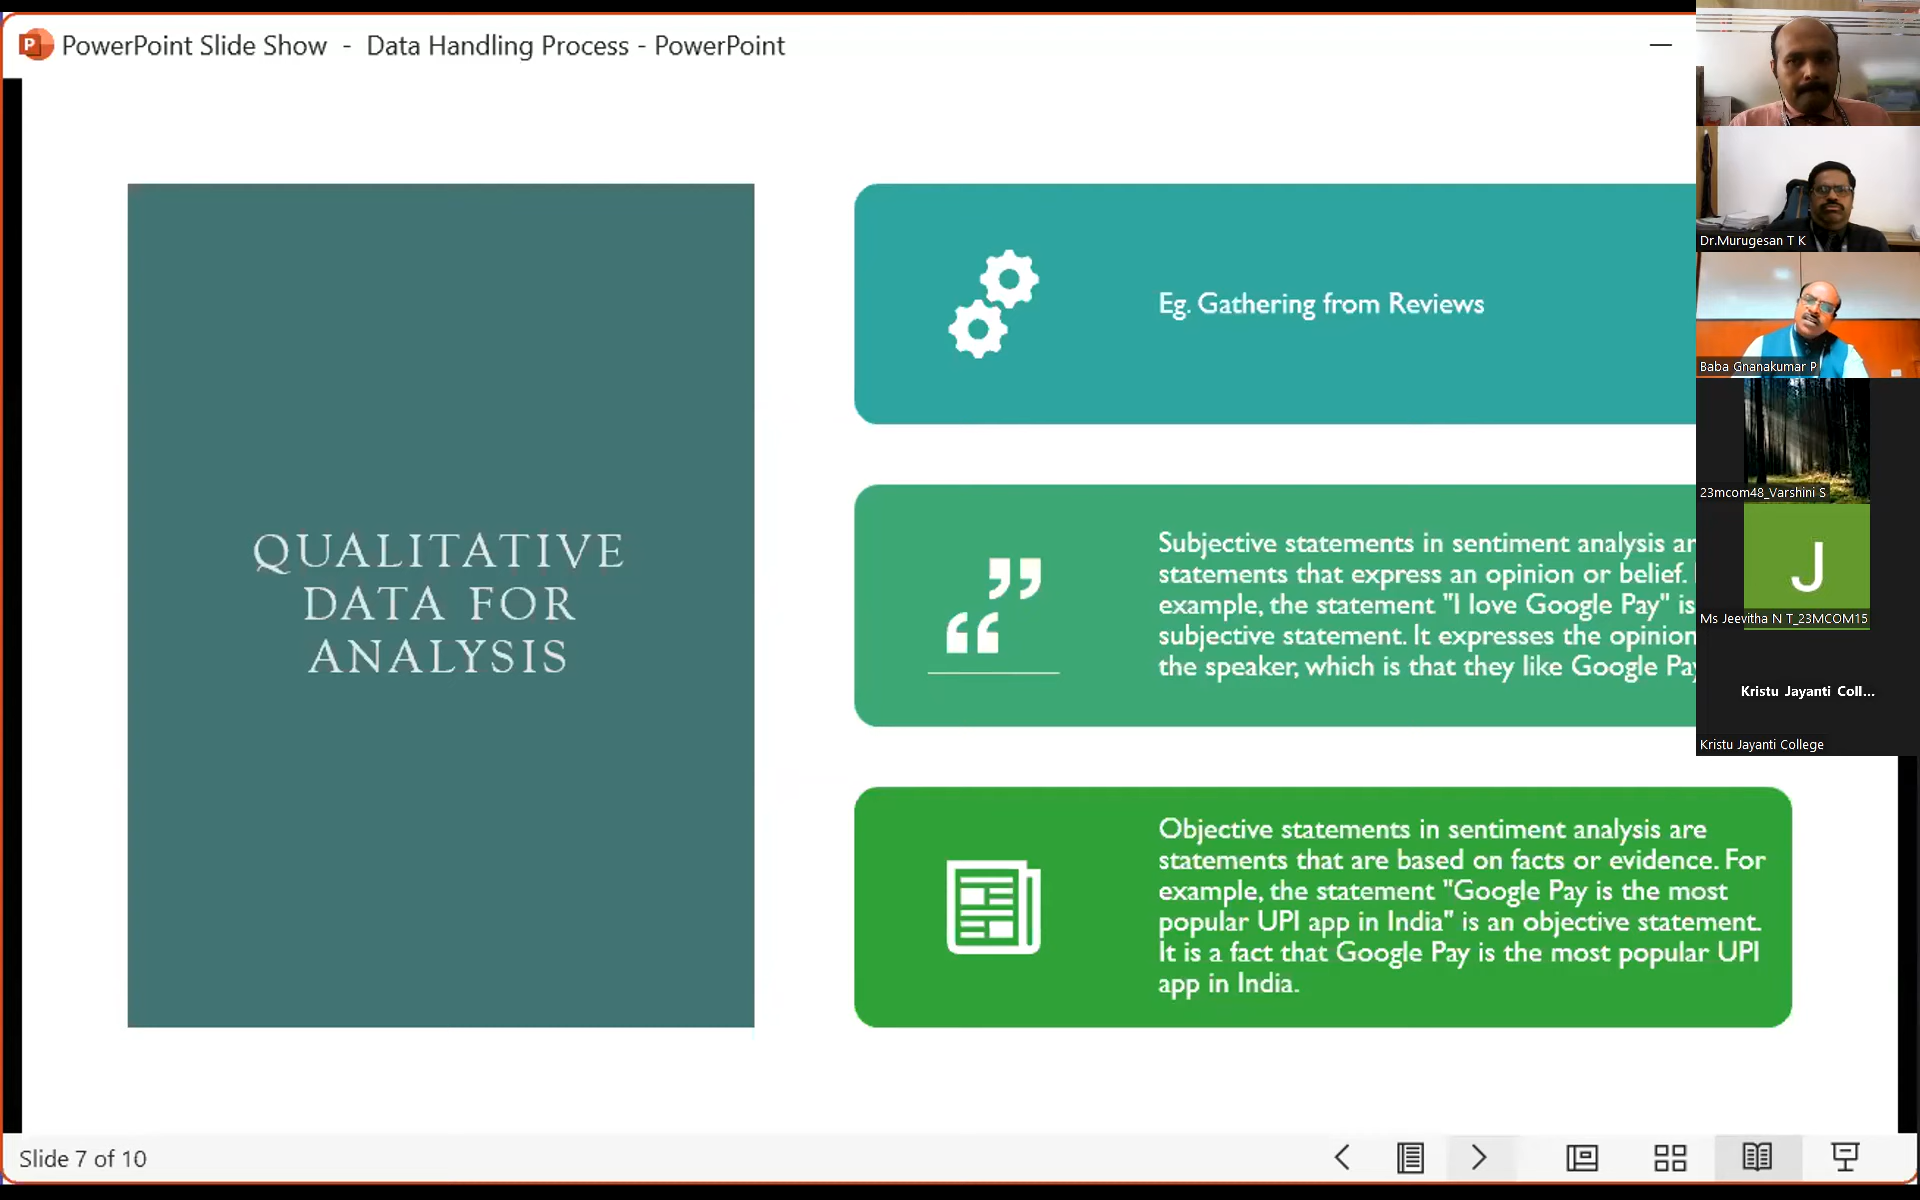 PowerPoint Slide Show - Data Handling Process - PowerPoint
QUALITATIVE
DATA FOR
ANALYSIS
Eg. Gathering from Reviews
Subjective statements in sentiment analysis
statements that express an opinion or belief.
example, the statement "I love Google Pay" is
subjective statement. It expresses the opinion
the speaker, which is that they like Google
Objective statements in sentiment analysis are
statements that are based on facts or evidence. For
example, the statement "Google Pay is the most
popular UPI app in India" is an objective statement.
It is a fact that Google Pay is the most popular UPI
app in India.
Dr.Murugesan T K
Baba Gnanakumar P
23mcom48_Varshini S
J
Ms Jeevitha N T_23MCOM15
Kristu Jayanti Coll...
Kristu Jayanti College
Slide 7 of 10